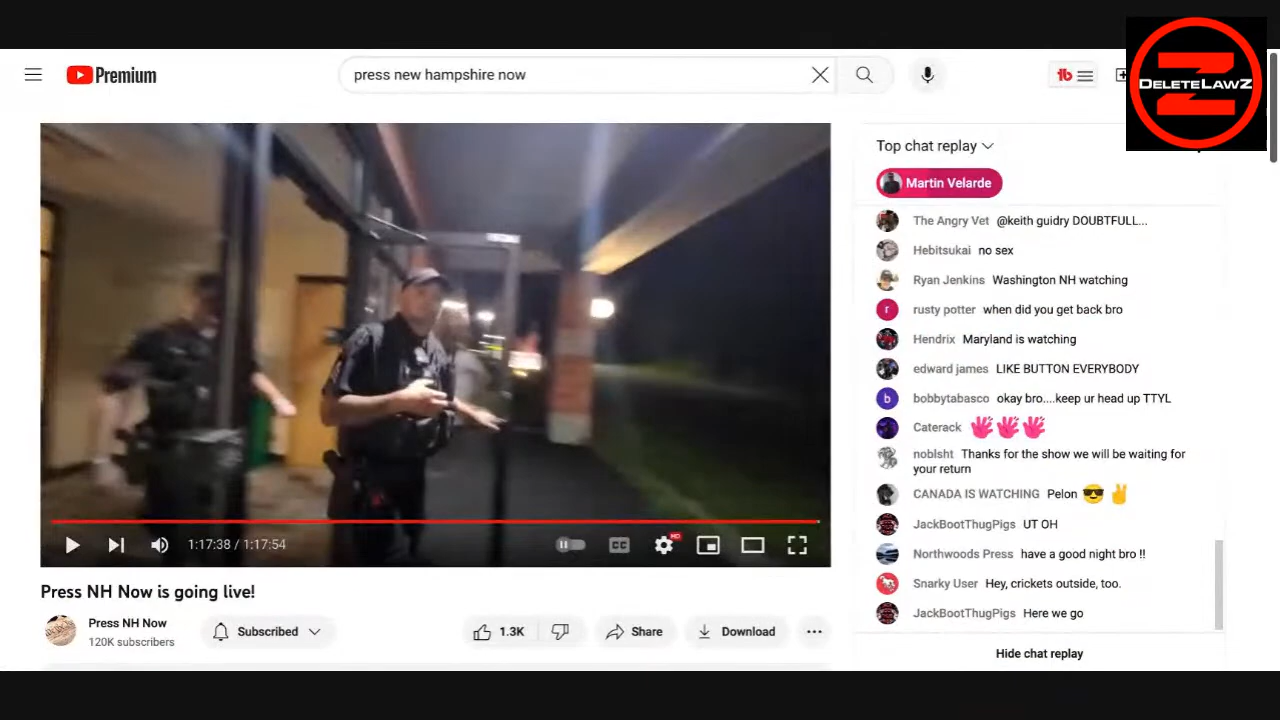 Premium
press new hampshire now
DELETELAWZ
Top chat replay
Martin Velarde
The Angry Vet @keith guidry DOUBTFULL...
Hebitsukai no sex
Ryan Jenkins Washington NH watching
rusty potter when did you get back bro
Hendrix Maryland is watching
edward james LIKE BUTTON EVERYBODY
bobbytabasco okay bro....keep ur head up TTYL
Caterack
noblsht Thanks for the show we will be waiting for
your return
CANADA IS WATCHING Pelon
JackBootThugPigs UT OH
Northwoods Press have a good night bro !!
Snarky User Hey, crickets outside, too.
JackBootThugPigs Here we go
Hide chat replay
1:17:38 / 1:17:54
CC
HD
Press NH Now is going live!
Press NH Now
120K subscribers
Subscribed
1.3K
Share
Download